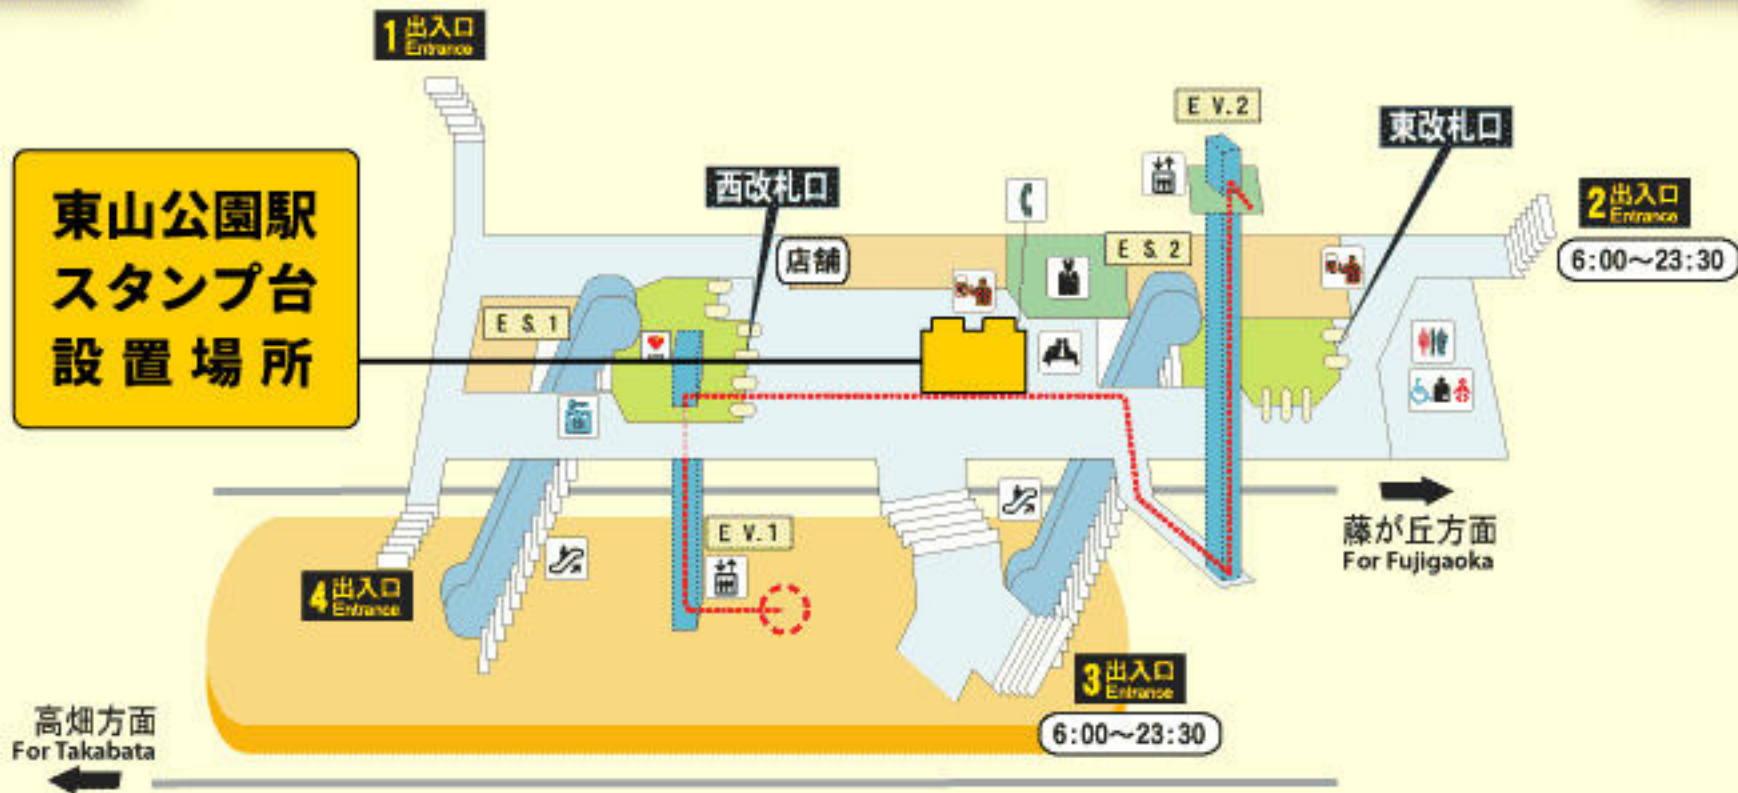 1 出入口
Entrance
E V.2
東改札口
西改札口
2 出入口
Entrance
6:00～23:30
東山公園駅
スタンプ台
設置場所
店舗
E S.2
E S.1
E V.1
藤が丘方面
For Fujigaoka
4 出入口
Entrance
3 出入口
Entrance
6:00～23:30
高畑方面
For Takabata